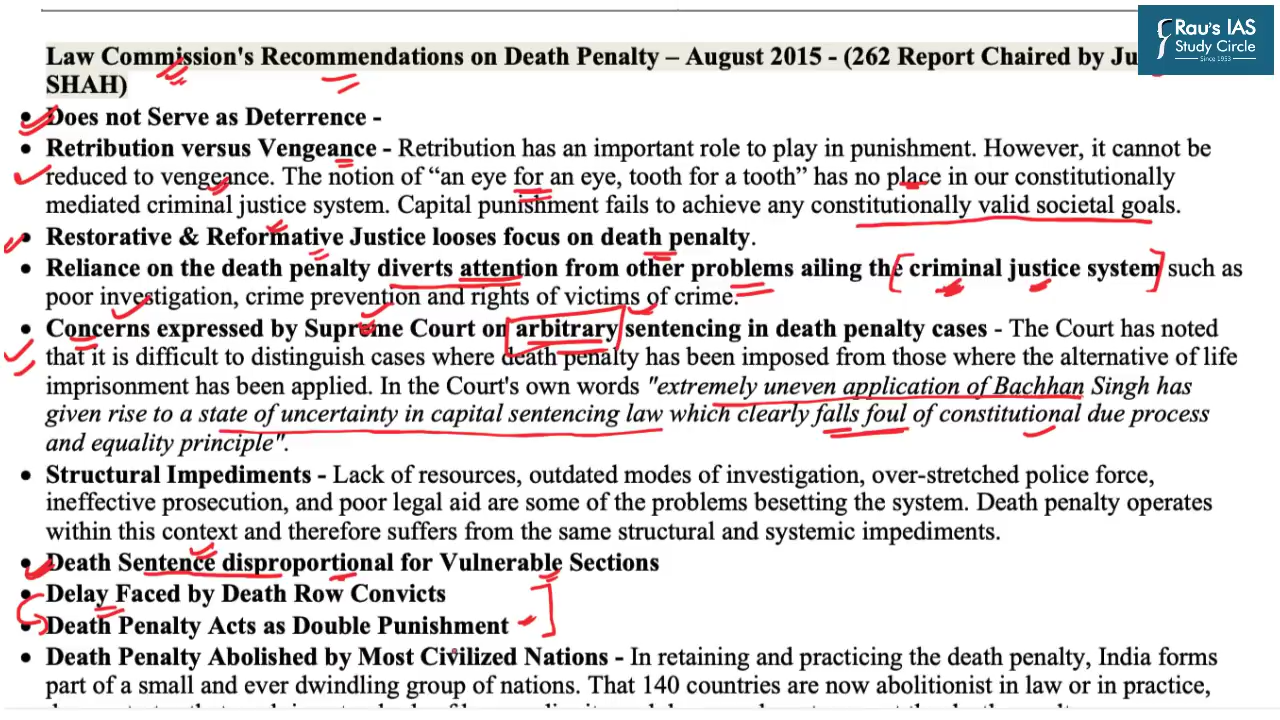 Rau's IAS
Study Circle
Since 1953
Law Commission's Recommendations on Death Penalty – August 2015 - (262 Report Chaired by Ju
SHAH)
• Does not Serve as Deterrence -
• Retribution versus Vengeance - Retribution has an important role to play in punishment. However, it cannot be
reduced to vengeance. The notion of “an eye for an eye, tooth for a tooth” has no place in our constitutionally
mediated criminal justice system. Capital punishment fails to achieve any constitutionally valid societal goals.
• Restorative & Reformative Justice looses focus on death penalty.
• Reliance on the death penalty diverts attention from other problems ailing the criminal justice system such as
poor investigation, crime prevention and rights of victims of crime.
• Concerns expressed by Supreme Court on arbitrary sentencing in death penalty cases - The Court has noted
that it is difficult to distinguish cases where death penalty has been imposed from those where the alternative of life
imprisonment has been applied. In the Court's own words "extremely uneven application of Bachhan Singh has
given rise to a state of uncertainty in capital sentencing law which clearly falls foul of constitutional due process
and equality principle".
• Structural Impediments - Lack of resources, outdated modes of investigation, over-stretched police force,
ineffective prosecution, and poor legal aid are some of the problems besetting the system. Death penalty operates
within this context and therefore suffers from the same structural and systemic impediments.
• Death Sentence disproportional for Vulnerable Sections
• Delay Faced by Death Row Convicts
• Death Penalty Acts as Double Punishment
• Death Penalty Abolished by Most Civilized Nations - In retaining and practicing the death penalty, India forms
part of a small and ever dwindling group of nations. That 140 countries are now abolitionist in law or in practice,